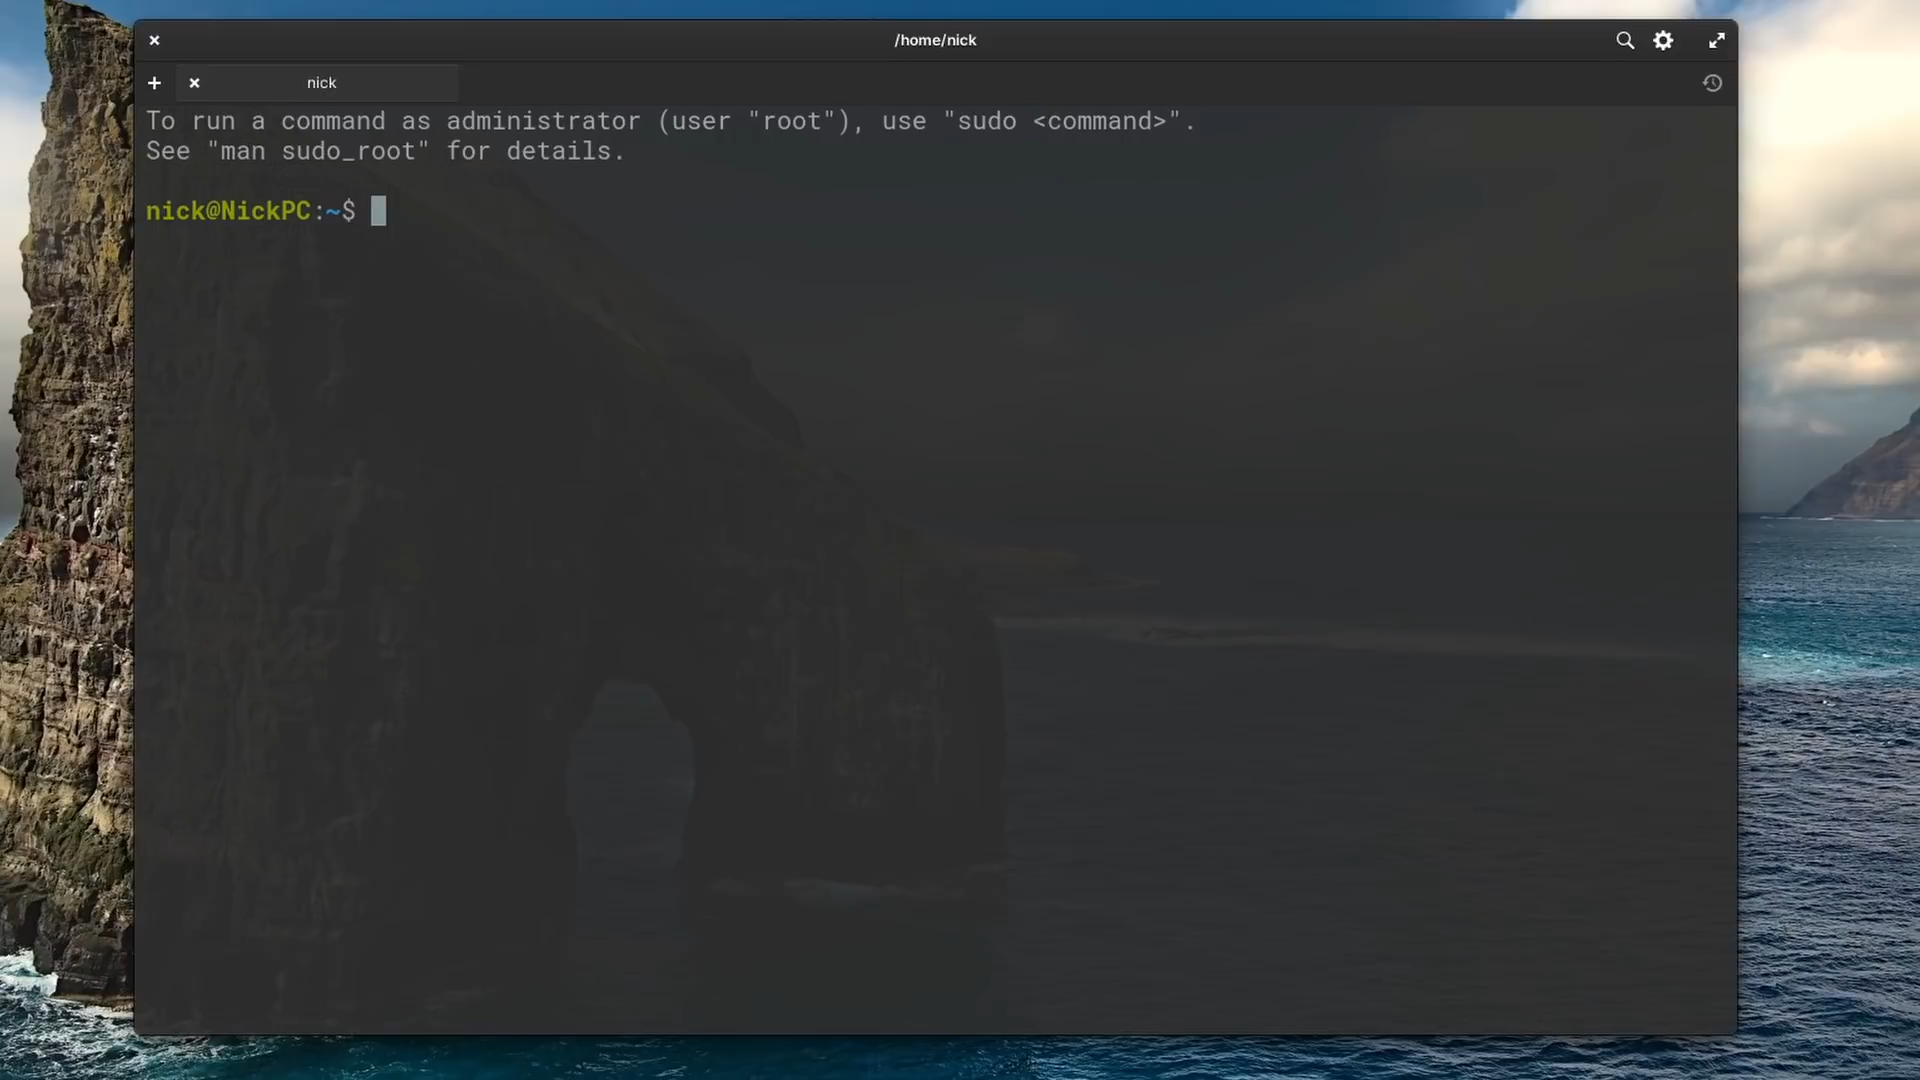 /home/nick
nick
To run a command as administrator (user "root"), use "sudo <command>".
See "man sudo_root" for details.
nick@NickPC:~$